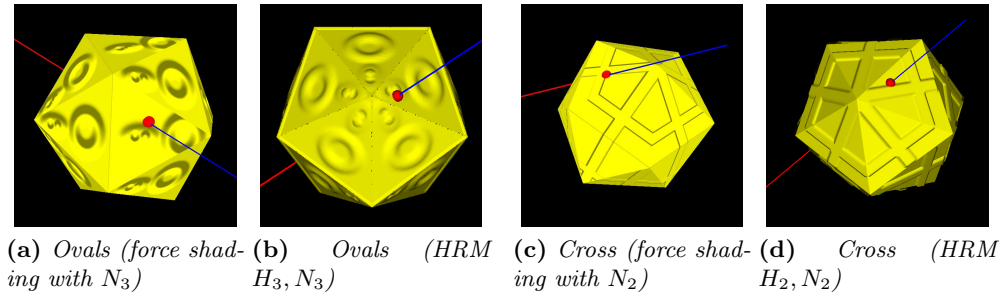 (a) Ovals (force shad-
ing with N₃)
(b) Ovals (HRM
H₃, N₃)
(c) Cross (force shad-
ing with N₂)
(d) Cross (HRM
H₂, N₂)